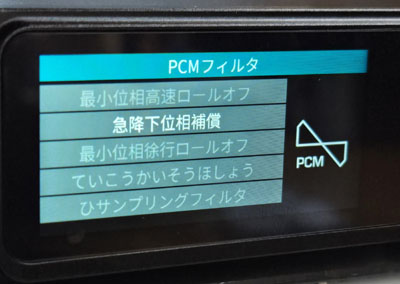 PCMフィルタ
最小位相高速ロールオフ
急降下位相補償
最小位相徐行ロールオフ
ていこうかいそうほしょう
ひサンプリングフィルタ
PCM